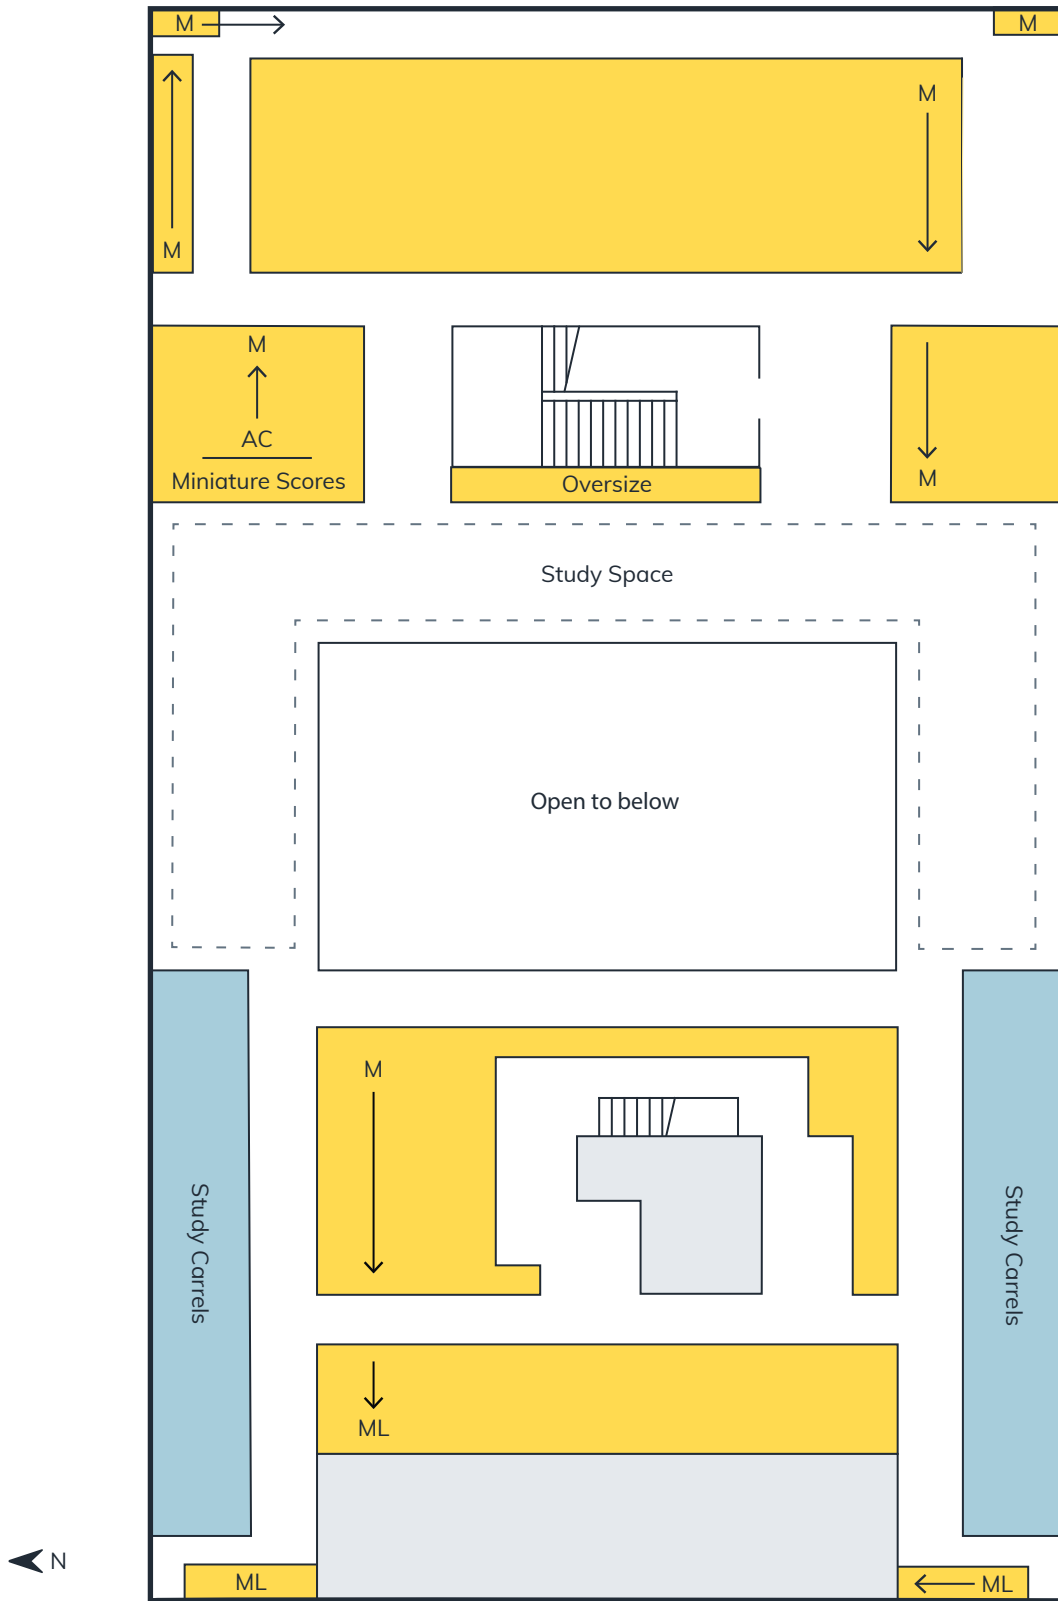 M
M
M
M
M
AC
Miniature Scores
Oversize
M
Study Space
Open to below
M
Study Carrels
Study Carrels
ML
N
ML
ML